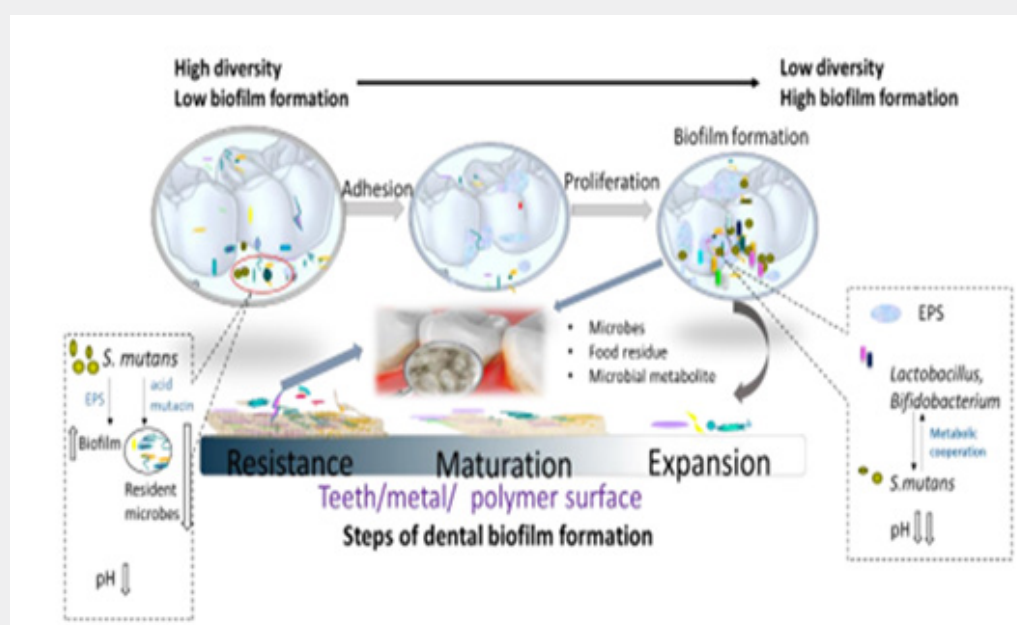 High diversity
Low biofilm formation
Low diversity
High biofilm formation
Biofilm formation
Adhesion
Proliferation
• Microbes
• Food residue
• Microbial metabolite
S. mutans
EPS
acid
mutacin
Biofilm
Resident
microbes
pH
EPS
Lactobacillus,
Bifidobacterium
Metabolic
cooperation
S.mutans
pH
Resistance
Maturation
Expansion
Teeth/metal/ polymer surface
Steps of dental biofilm formation